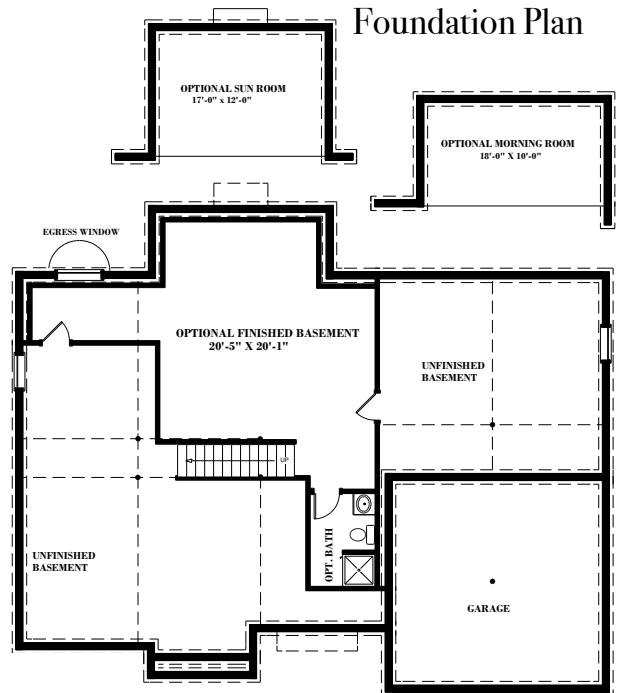 Foundation Plan
OPTIONAL SUN ROOM
17'-0" x 12'-0"
OPTIONAL MORNING ROOM
18'-0" X 10'-0"
EGRESS WINDOW
OPTIONAL FINISHED BASEMENT
20'-5" X 20'-1"
UNFINISHED
BASEMENT
UP
OPT. BATH
UNFINISHED
BASEMENT
GARAGE